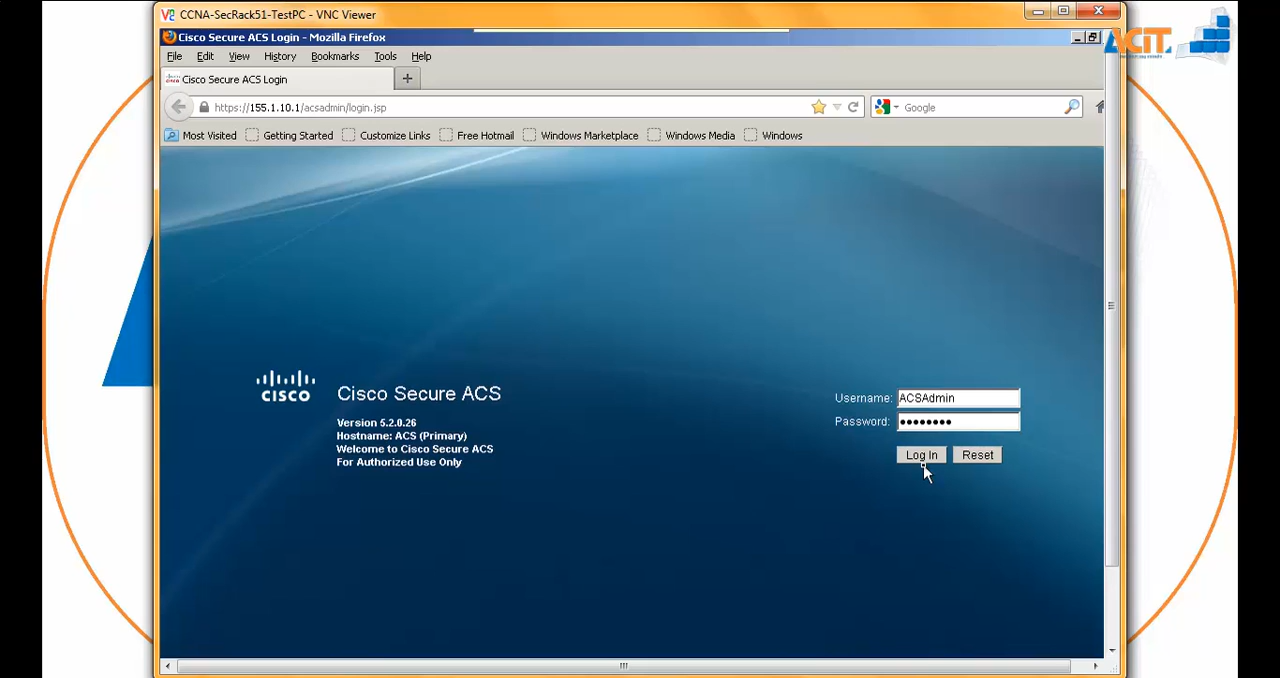 CCNA-SecRack51-TestPC - VNC Viewer
Cisco Secure ACS Login - Mozilla Firefox
ACIT
File Edit View History Bookmarks Tools Help
Cisco Secure ACS Login
https://155.1.10.1/acsadmin/login.jsp
Google
Most Visited Getting Started Customize Links Free Hotmail Windows Marketplace Windows Media Windows
CISCO
Cisco Secure ACS
Version 5.2.0.26
Hostname: ACS (Primary)
Welcome to Cisco Secure ACS
For Authorized Use Only
Username: ACSAdmin
Password: ••••••••
Log In Reset